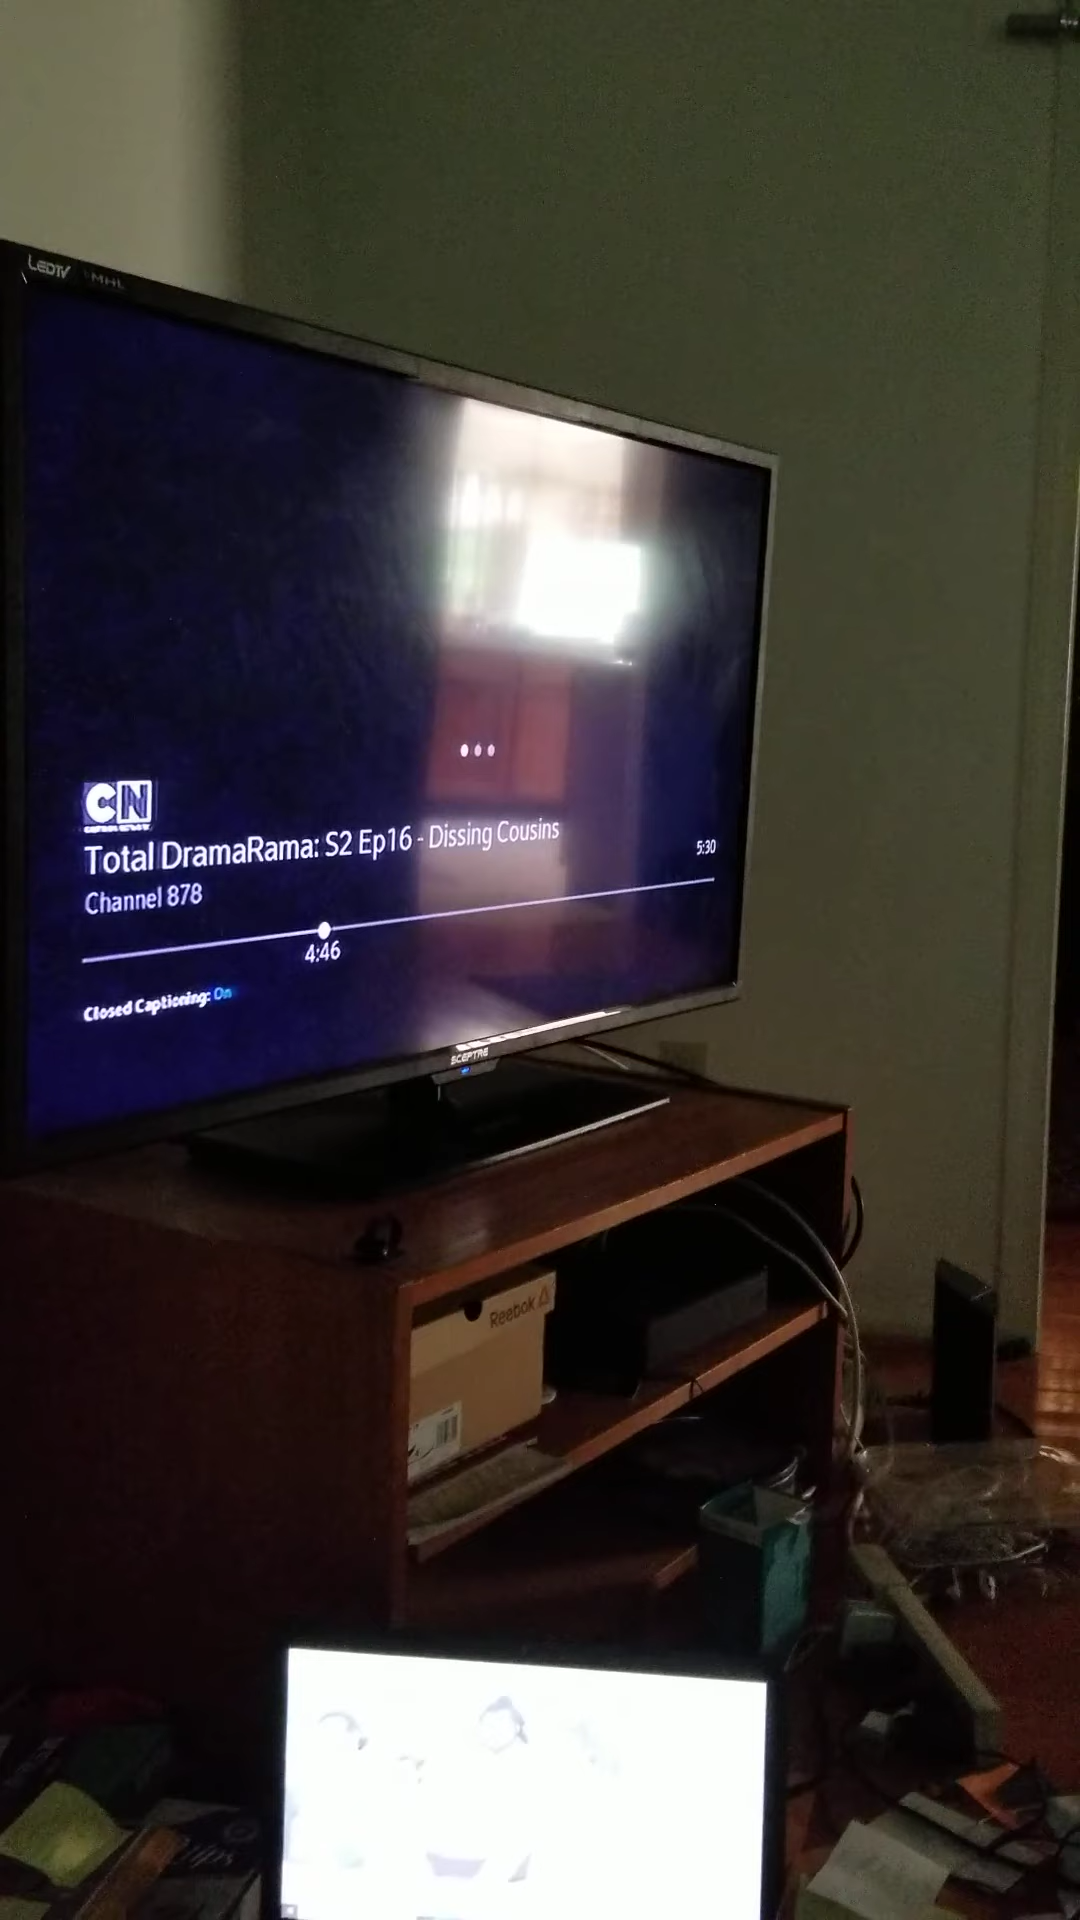 LEDTV MHL
CN
Total DramaRama: S2 Ep16 - Dissing Cousins
5:30
Channel 878
4:46
Closed Captioning: On
SCEPTRE
Reebok